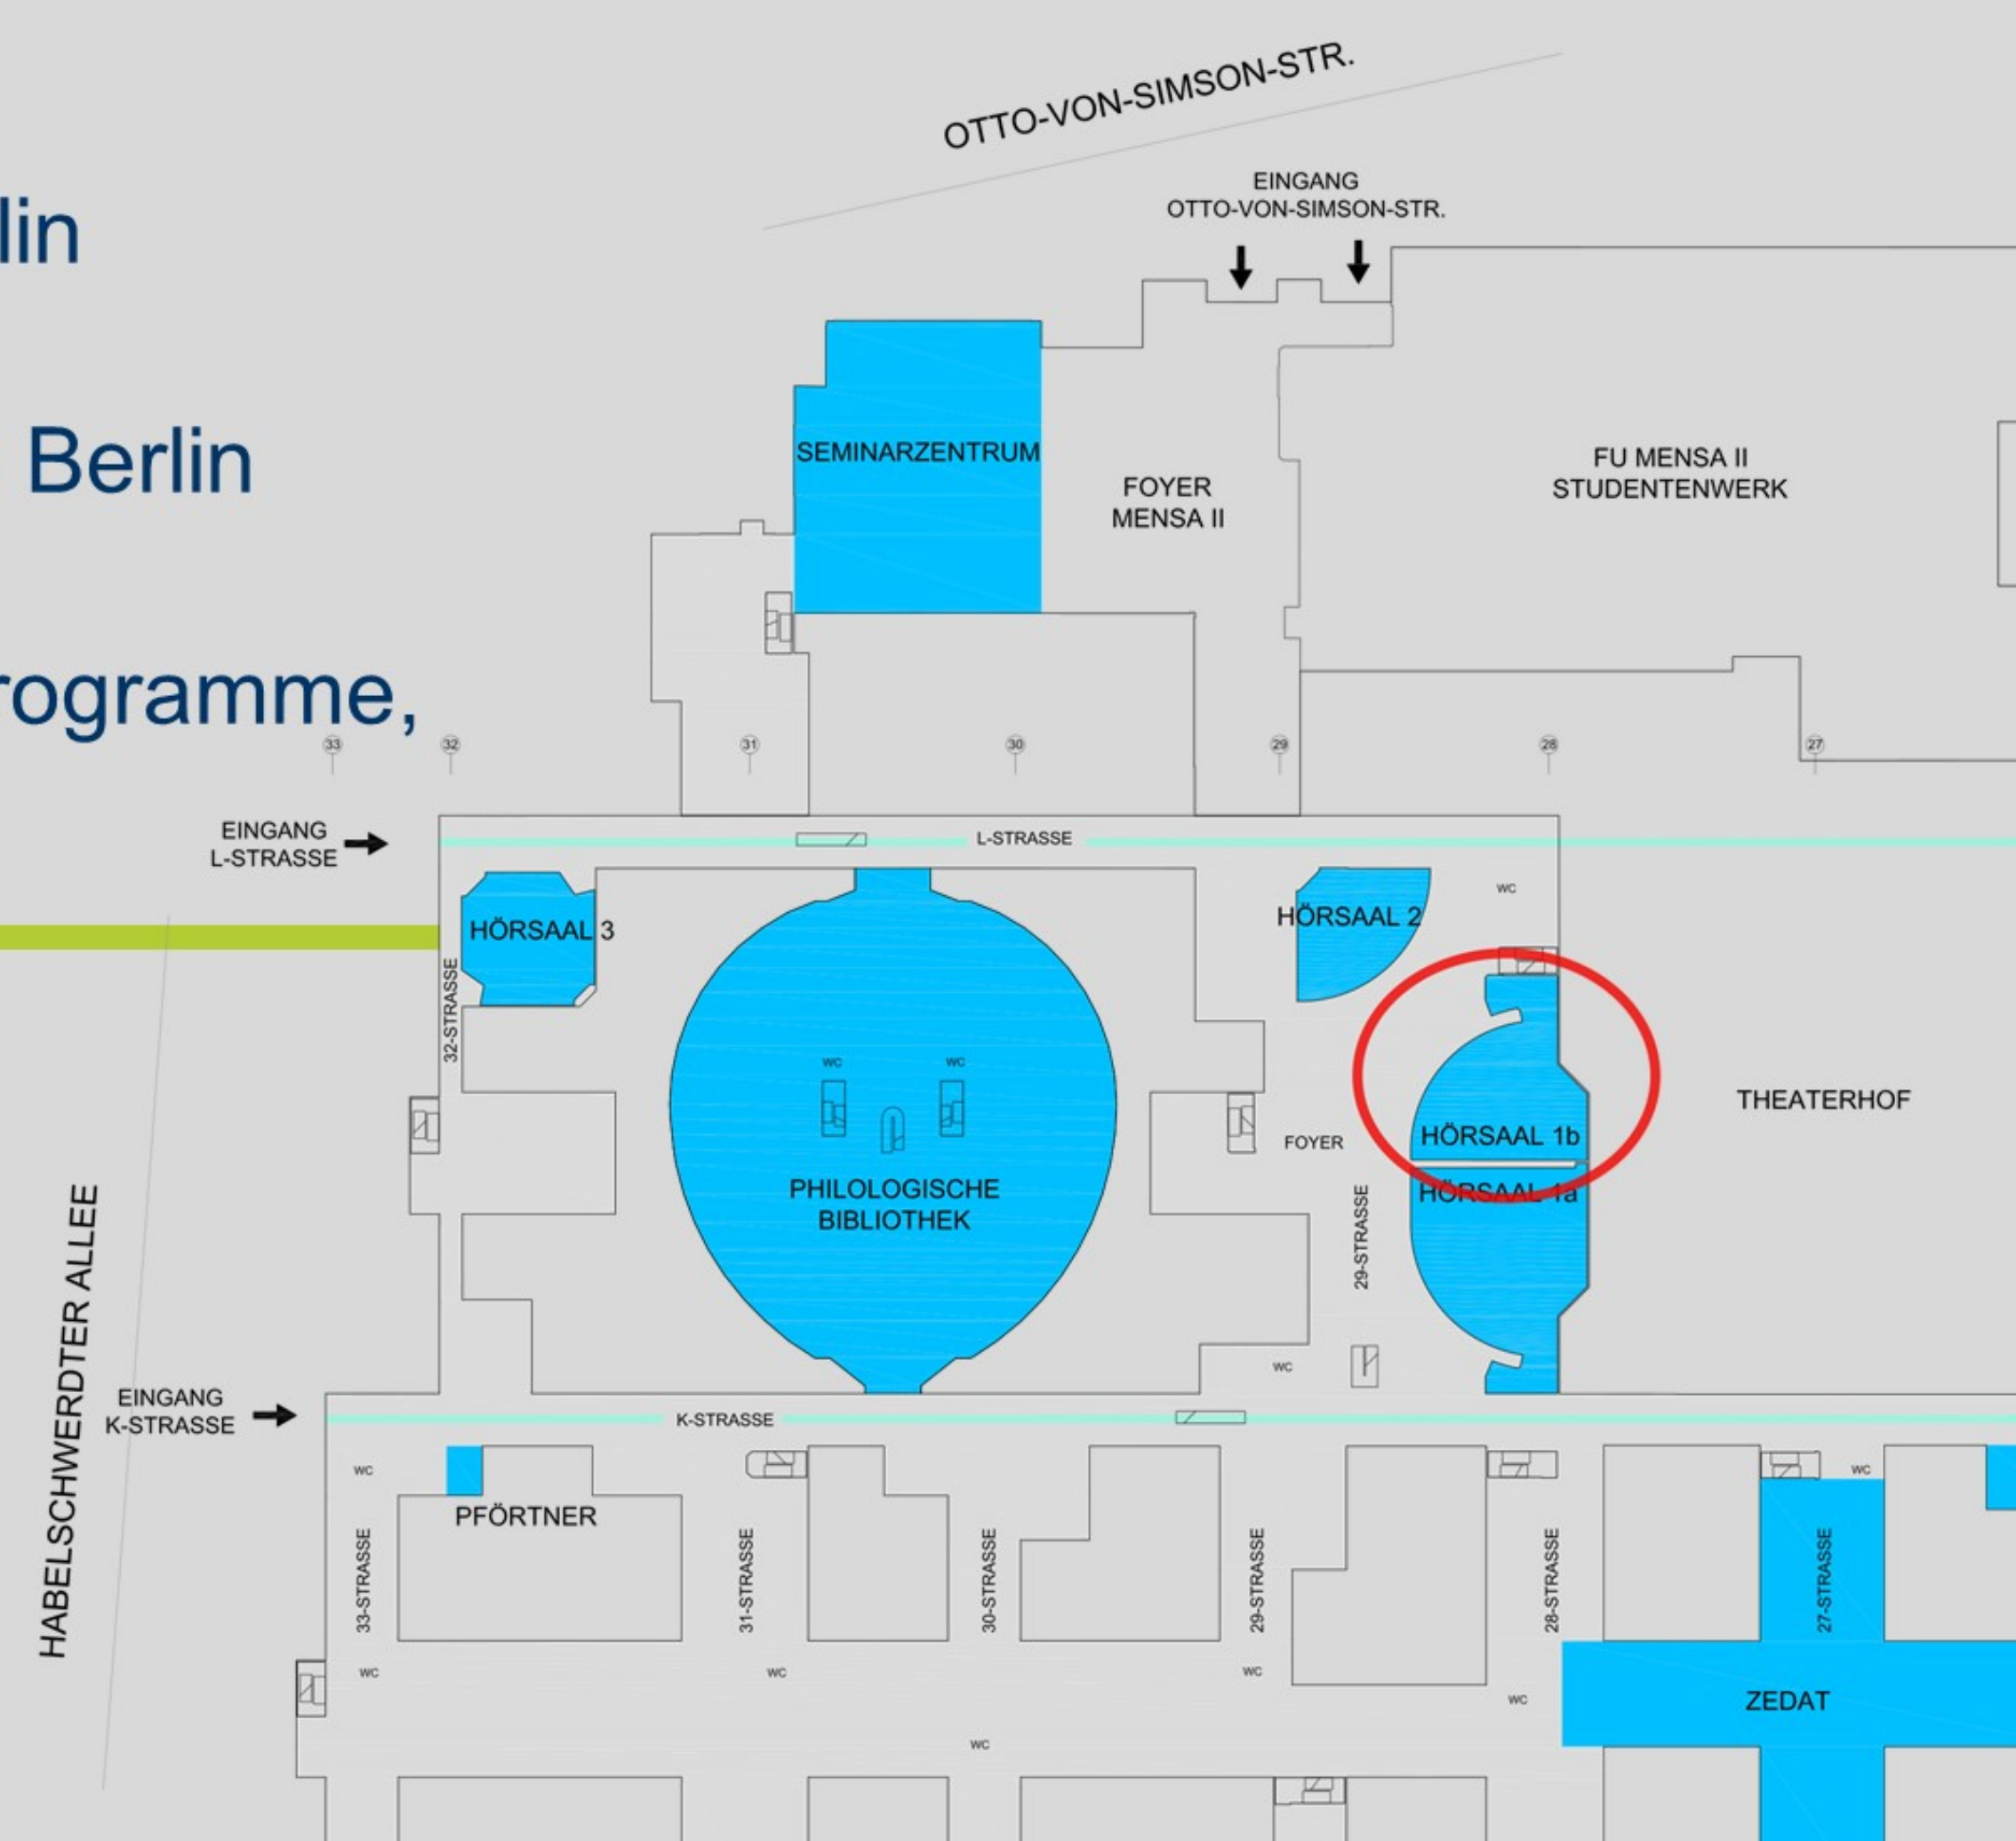 OTTO-VON-SIMSON-STR.
EINGANG
OTTO-VON-SIMSON-STR.
lin
Berlin
rogramme,
SEMINARZENTRUM
FOYER
MENSA II
FU MENSA II
STUDENTENWERK
33
32
31
30
29
28
27
EINGANG
L-STRASSE
L-STRASSE
HÖRSAAL 3
HÖRSAAL 2
WC
32-STRASSE
WC
WC
PHILOLOGISCHE
BIBLIOTHEK
FOYER
29-STRASSE
HÖRSAAL 1b
HÖRSAAL 1a
THEATERHOF
WC
HABELSCHWERDTER ALLEE
EINGANG
K-STRASSE
K-STRASSE
WC
PFÖRTNER
WC
33-STRASSE
31-STRASSE
30-STRASSE
29-STRASSE
28-STRASSE
27-STRASSE
WC
WC
WC
WC
ZEDAT
WC